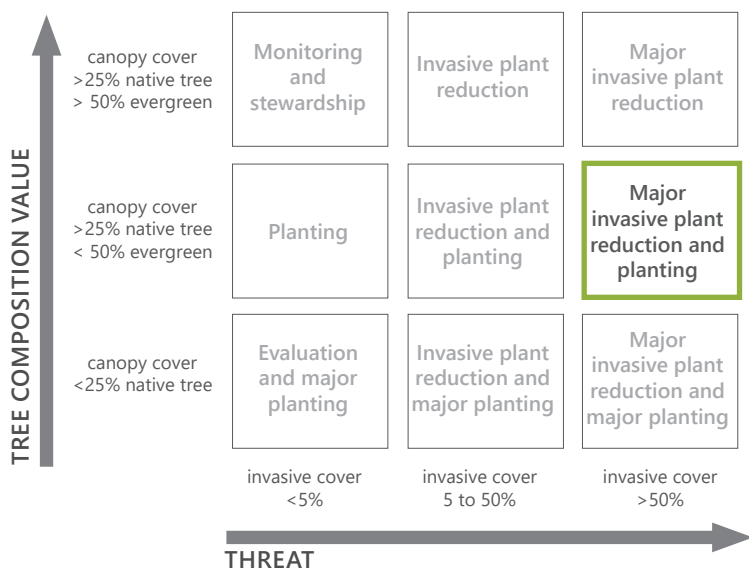 TREE COMPOSITION VALUE
canopy cover
>25% native tree
> 50% evergreen
Monitoring
and
stewardship
Invasive plant
reduction
Major
invasive plant
reduction
canopy cover
>25% native tree
< 50% evergreen
Planting
Invasive plant
reduction and
planting
Major
invasive plant
reduction and
planting
canopy cover
<25% native tree
Evaluation
and major
planting
Invasive plant
reduction and
major planting
Major
invasive plant
reduction and
major planting
invasive cover
<5%
invasive cover
5 to 50%
invasive cover
>50%
THREAT